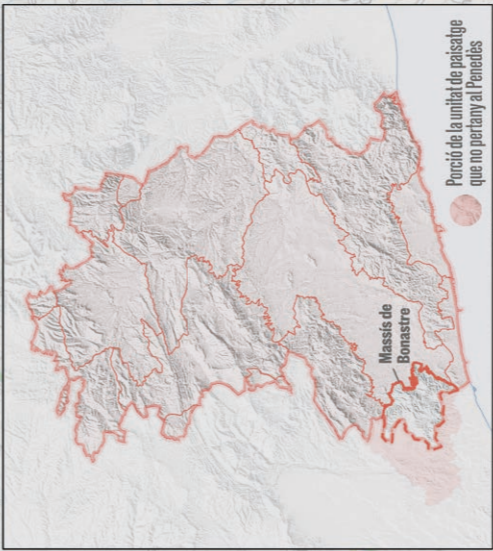 Massís de
Bonastre
Porció de la unitat de paisatge
que no pertany al Penedès